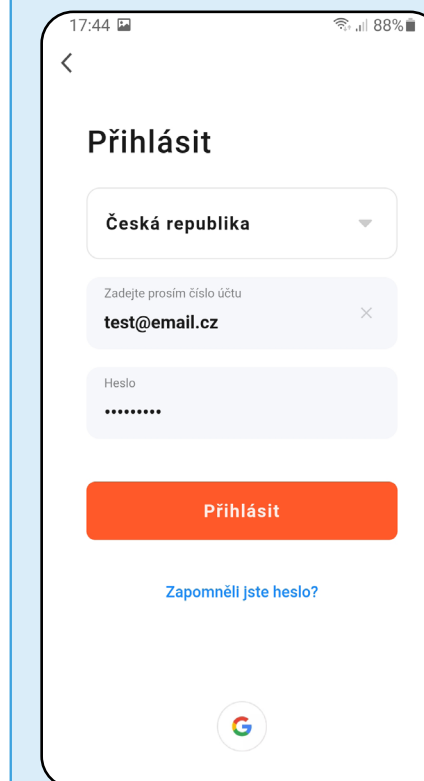 17:44 88%
Přihlásit
Česká republika
Zadejte prosím číslo účtu
test@email.cz
Heslo
•••••••••
Přihlásit
Zapomněli jste heslo?